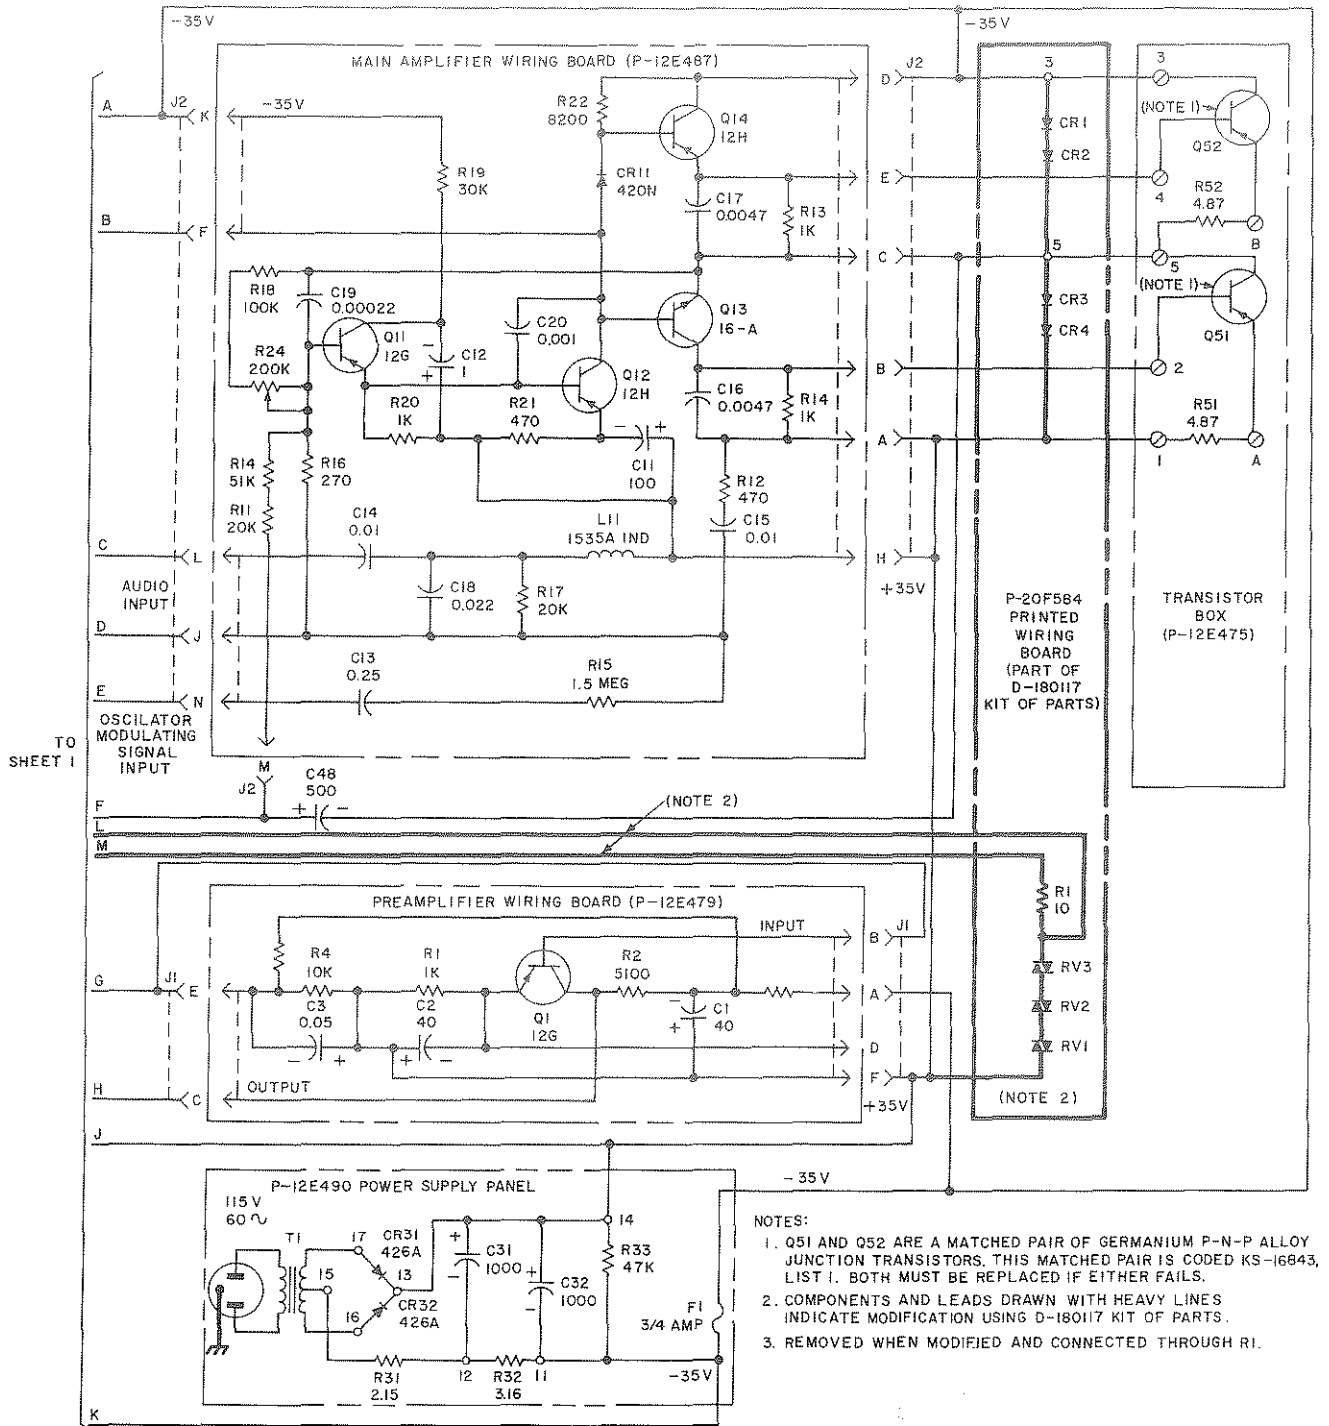 -35V
-35V
MAIN AMPLIFIER WIRING BOARD (P-12E487)
D
J2
3
3
A
J2
K
-35V
R22
8200
Q14
12H
CR1
CR2
(NOTE 1)
Q52
R19
30K
CR11
420N
E
4
R52
4.87
B
F
C17
0.0047
R13
1K
B
C
5
5
R18
100K
C19
0.00022
(NOTE 1)
Q13
16-A
CR3
CR4
Q51
R24
200K
Q11
12G
-
+
C12
1
C20
0.001
Q12
12H
B
2
C16
0.0047
R14
1K
R20
1K
R21
470
R51
4.87
-
+
C11
100
A
1
A
R14
51K
R16
270
R12
470
R11
20K
C14
0.01
L11
1535A IND
C15
0.01
C
L
H
+35V
AUDIO
INPUT
C18
0.022
R17
20K
P-20F584
PRINTED
WIRING
BOARD
(PART OF
D-180117
KIT OF PARTS)
TRANSISTOR
BOX
(P-12E475)
D
J
C13
0.25
R15
1.5 MEG
E
N
OSCILATOR
MODULATING
SIGNAL
INPUT
TO
SHEET 1
M
J2
C48
500
+
-
F
(NOTE 2)
L
M
PREAMPLIFIER WIRING BOARD (P-12E479)
R1
10
INPUT
B
J1
R4
10K
R1
1K
R2
5100
RV3
G
J1
E
A
C3
0.05
C2
40
Q1
12G
-
+
C1
40
RV2
-
+
+
-
D
RV1
H
C
OUTPUT
F
+35V
(NOTE 2)
J
P-12E490 POWER SUPPLY PANEL
-35V
115V
60 ~
T1
17
CR31
426A
14
15
13
+
C31
1000
-
+
C32
1000
-
R33
47K
16
CR32
426A
F1
3/4 AMP
R31
2.15
12
R32
3.16
11
-35V
K
NOTES:
1. Q51 AND Q52 ARE A MATCHED PAIR OF GERMANIUM P-N-P ALLOY
JUNCTION TRANSISTORS. THIS MATCHED PAIR IS CODED KS-16843,
LIST 1. BOTH MUST BE REPLACED IF EITHER FAILS.
2. COMPONENTS AND LEADS DRAWN WITH HEAVY LINES
INDICATE MODIFICATION USING D-180117 KIT OF PARTS.
3. REMOVED WHEN MODIFIED AND CONNECTED THROUGH R1.